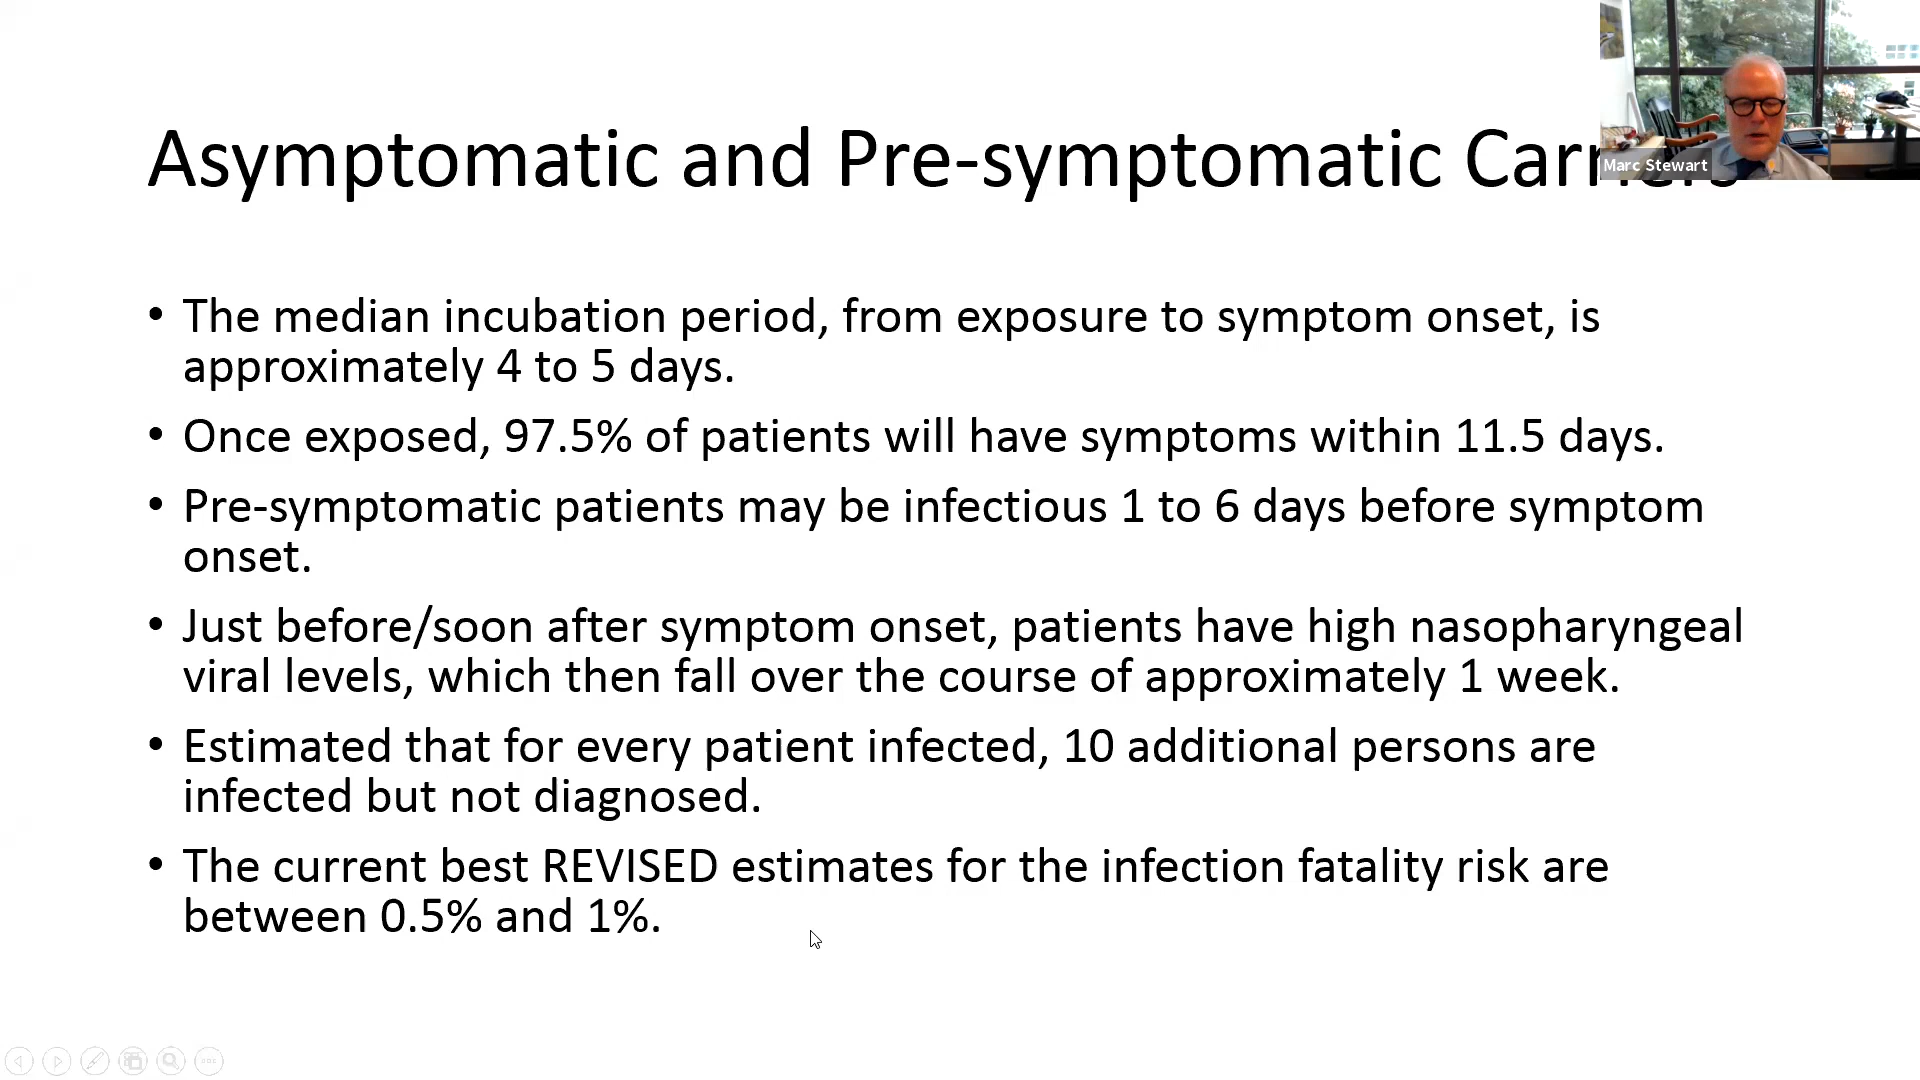 Asymptomatic and Pre-symptomatic Carriers
Marc Stewart
• The median incubation period, from exposure to symptom onset, is
approximately 4 to 5 days.
• Once exposed, 97.5% of patients will have symptoms within 11.5 days.
• Pre-symptomatic patients may be infectious 1 to 6 days before symptom
onset.
• Just before/soon after symptom onset, patients have high nasopharyngeal
viral levels, which then fall over the course of approximately 1 week.
• Estimated that for every patient infected, 10 additional persons are
infected but not diagnosed.
• The current best REVISED estimates for the infection fatality risk are
between 0.5% and 1%.